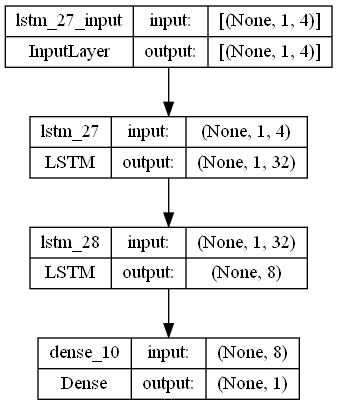 lstm_27_input input: [(None, 1, 4)]
InputLayer output: [(None, 1, 4)]
lstm_27 input: (None, 1, 4)
LSTM output: (None, 1, 32)
lstm_28 input: (None, 1, 32)
LSTM output: (None, 8)
dense_10 input: (None, 8)
Dense output: (None, 1)